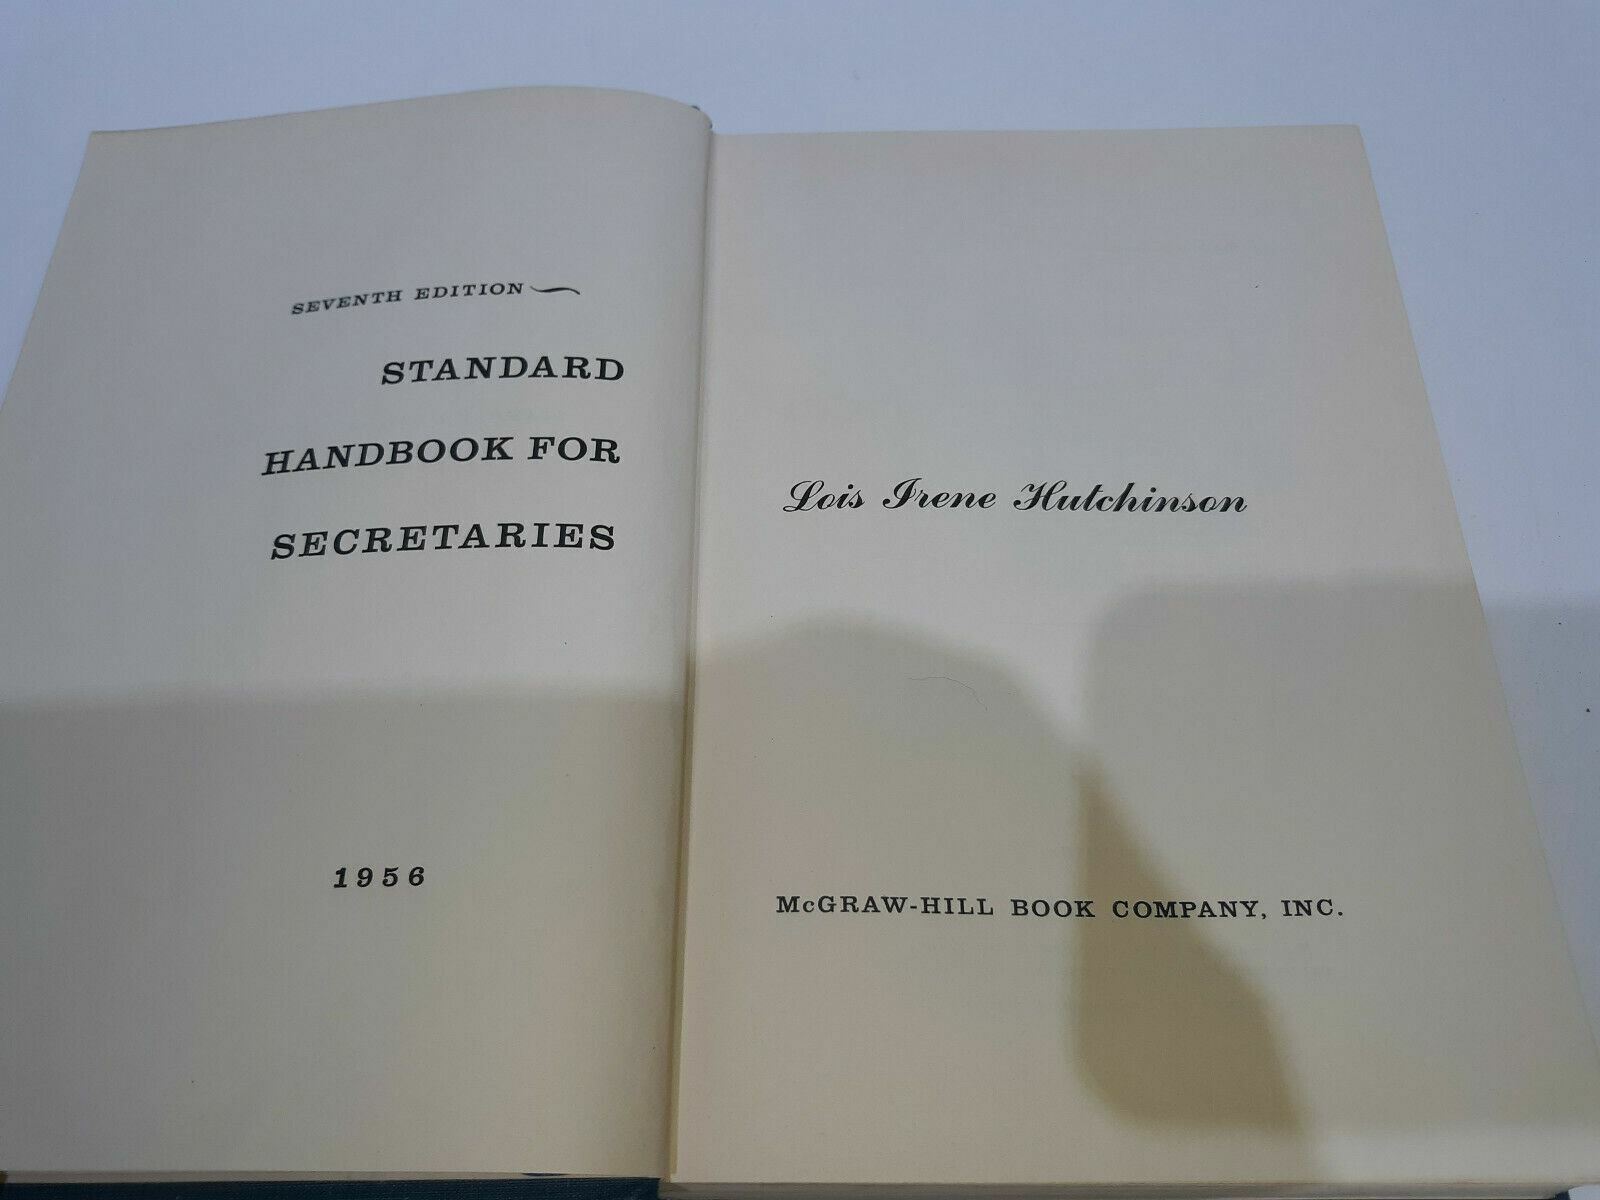 SEVENTH EDITION
STANDARD
HANDBOOK FOR
SECRETARIES
1956
Lois Irene Hutchinson
McGRAW-HILL BOOK COMPANY, INC.